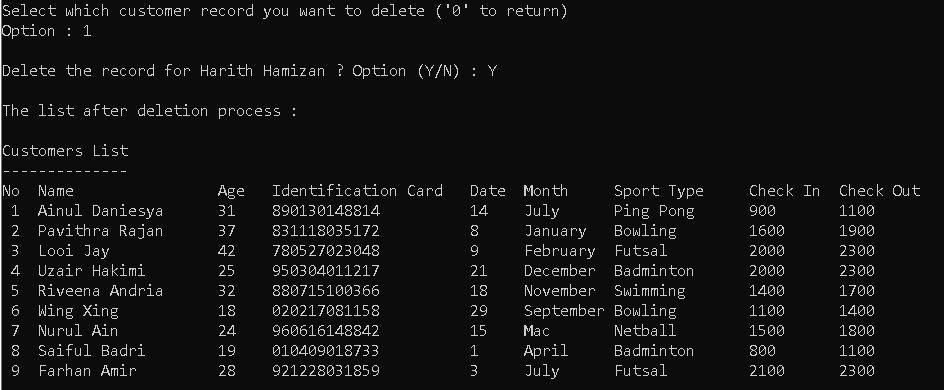 Select which customer record you want to delete ('0' to return)
Option : 1
Delete the record for Harith Hamizan ? Option (Y/N) : Y
The list after deletion process :
Customers List
--------------
No  Name                Age   Identification Card   Date  Month     Sport Type     Check In  Check Out
 1  Ainul Daniesya      31    890130148814          14    July      Ping Pong      900       1100
 2  Pavithra Rajan      37    831118035172          8     January   Bowling        1600      1900
 3  Looi Jay            42    780527023048          9     February  Futsal         2000      2300
 4  Uzair Hakimi        25    950304011217          21    December  Badminton      2000      2300
 5  Riveena Andria      32    880715100366          18    November  Swimming       1400      1700
 6  Wing Xing           18    020217081158          29    September Bowling        1100      1400
 7  Nurul Ain           24    960616148842          15    Mac       Netball        1500      1800
 8  Saiful Badri        19    010409018733          1     April     Badminton      800       1100
 9  Farhan Amir         28    921228031859          3     July      Futsal         2100      2300